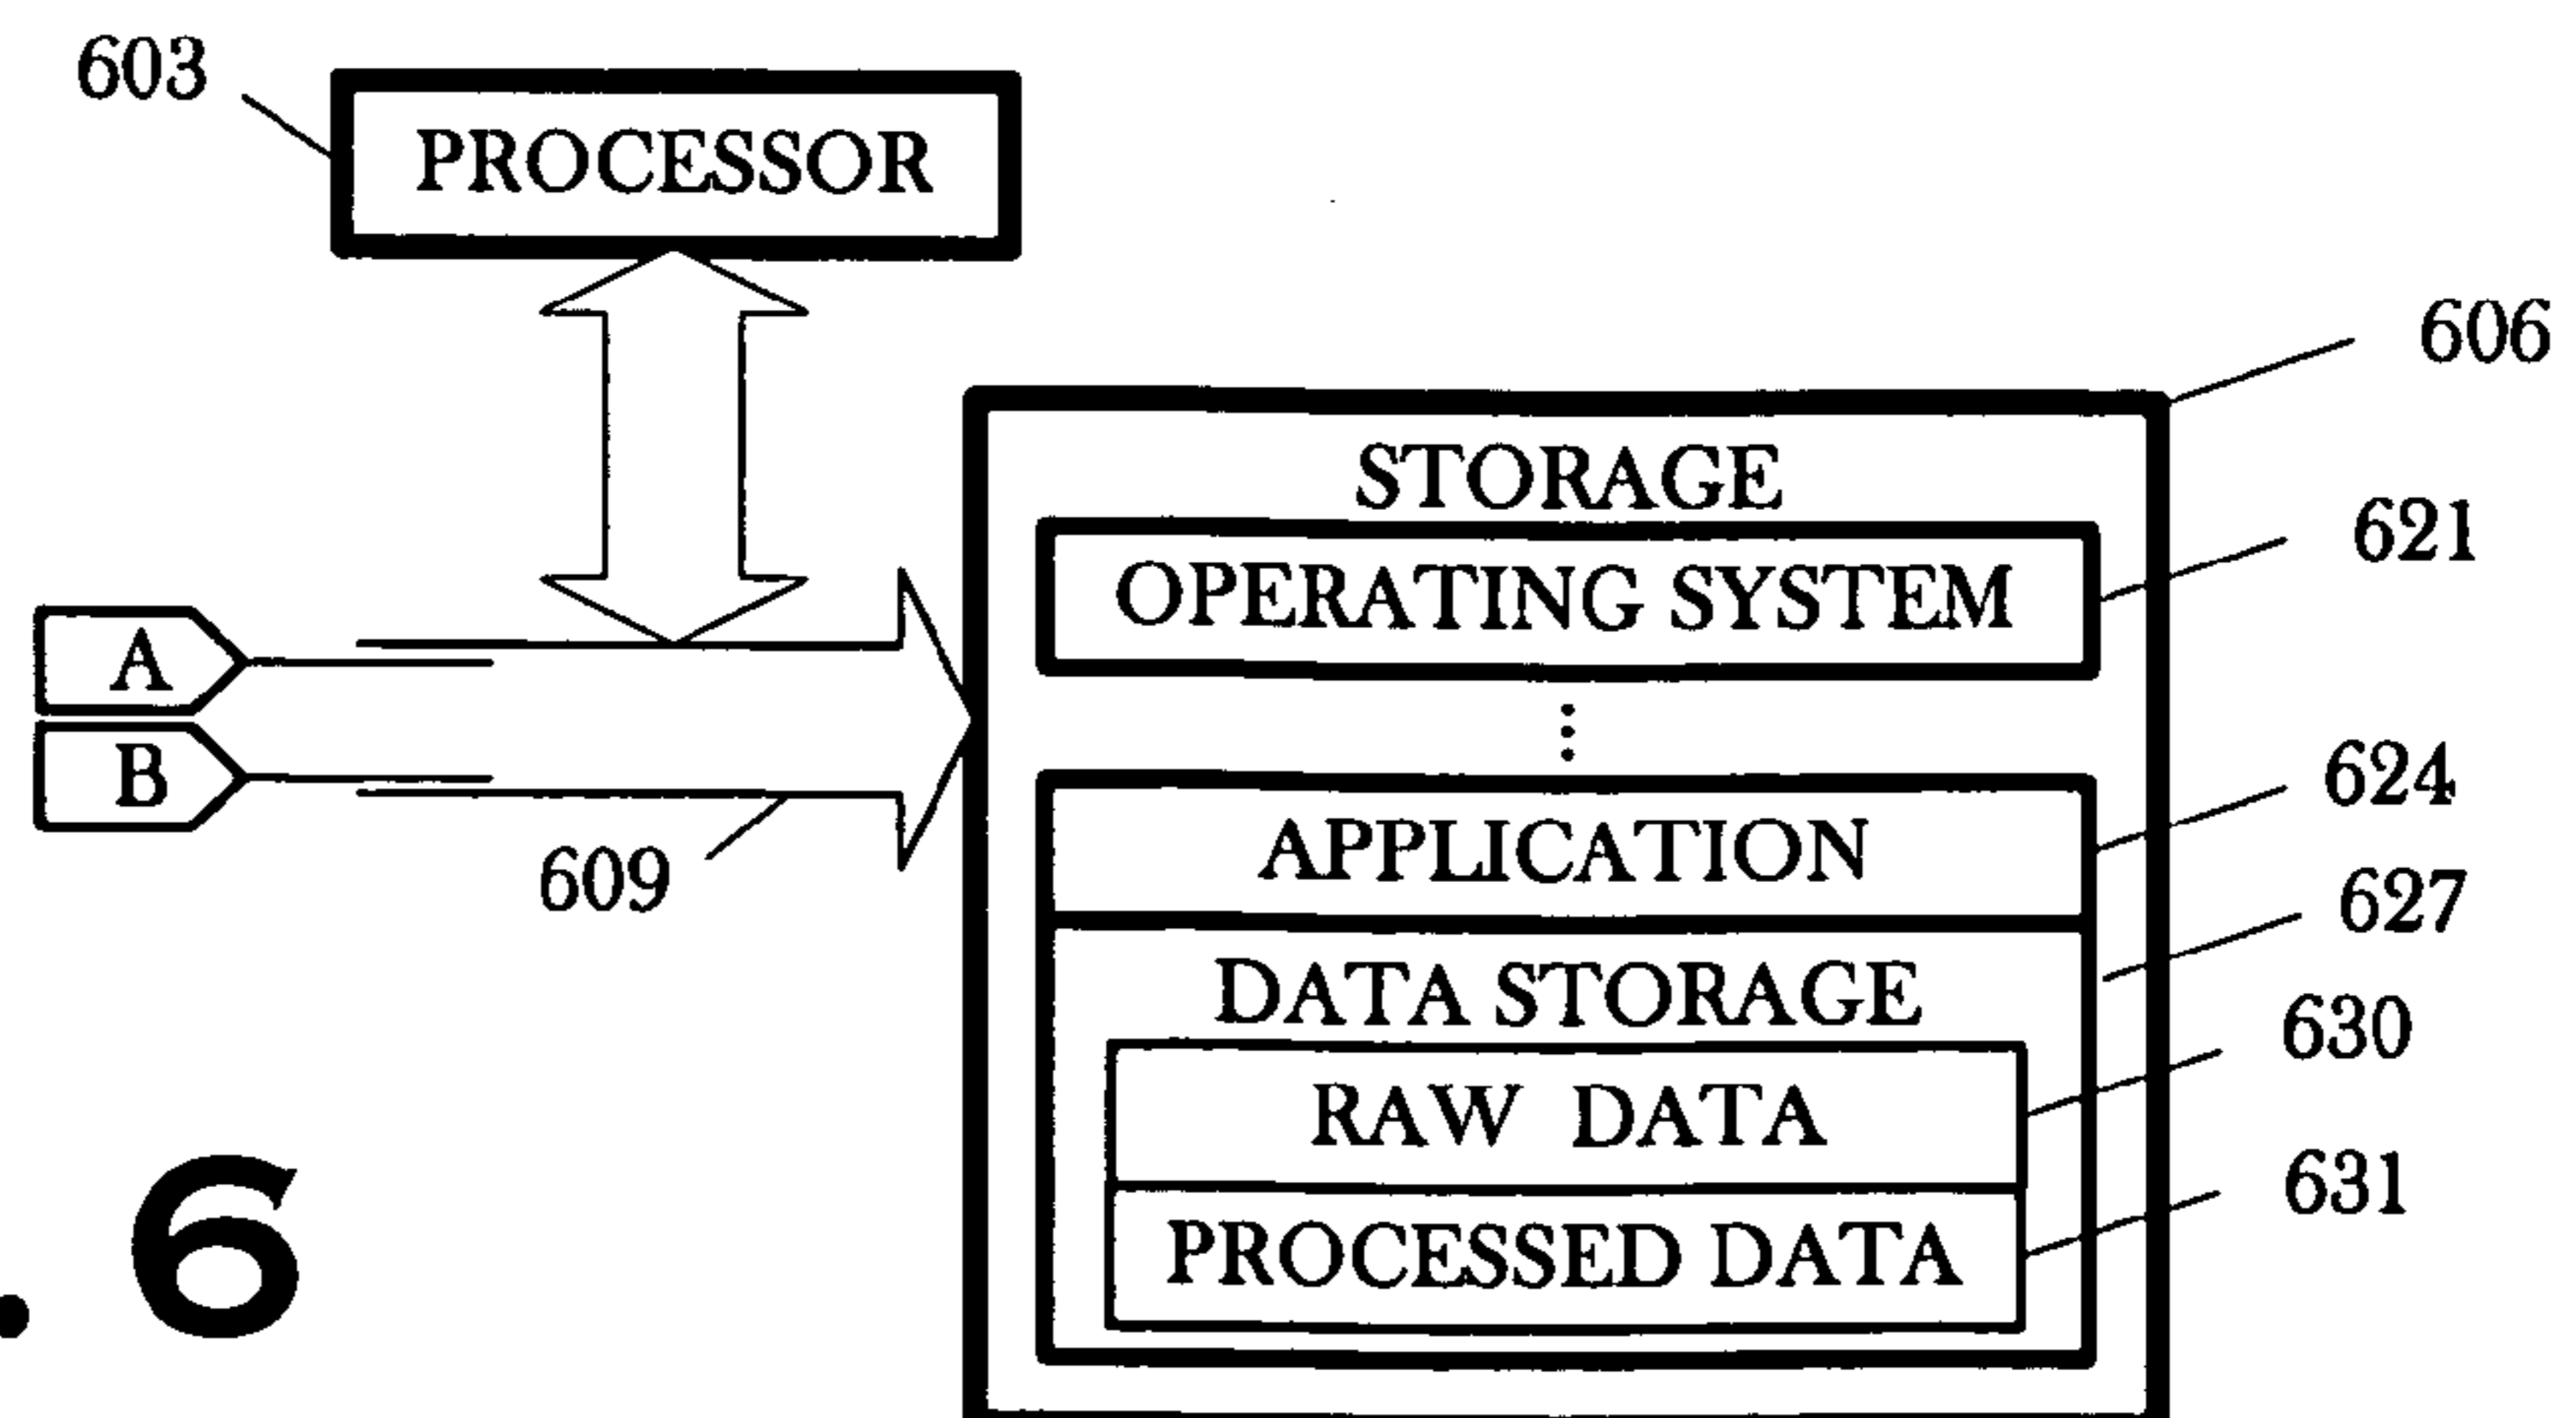 603
PROCESSOR
606
STORAGE
621
OPERATING SYSTEM
A
B
609
624
APPLICATION
627
DATA STORAGE
630
RAW DATA
631
PROCESSED DATA
. 6